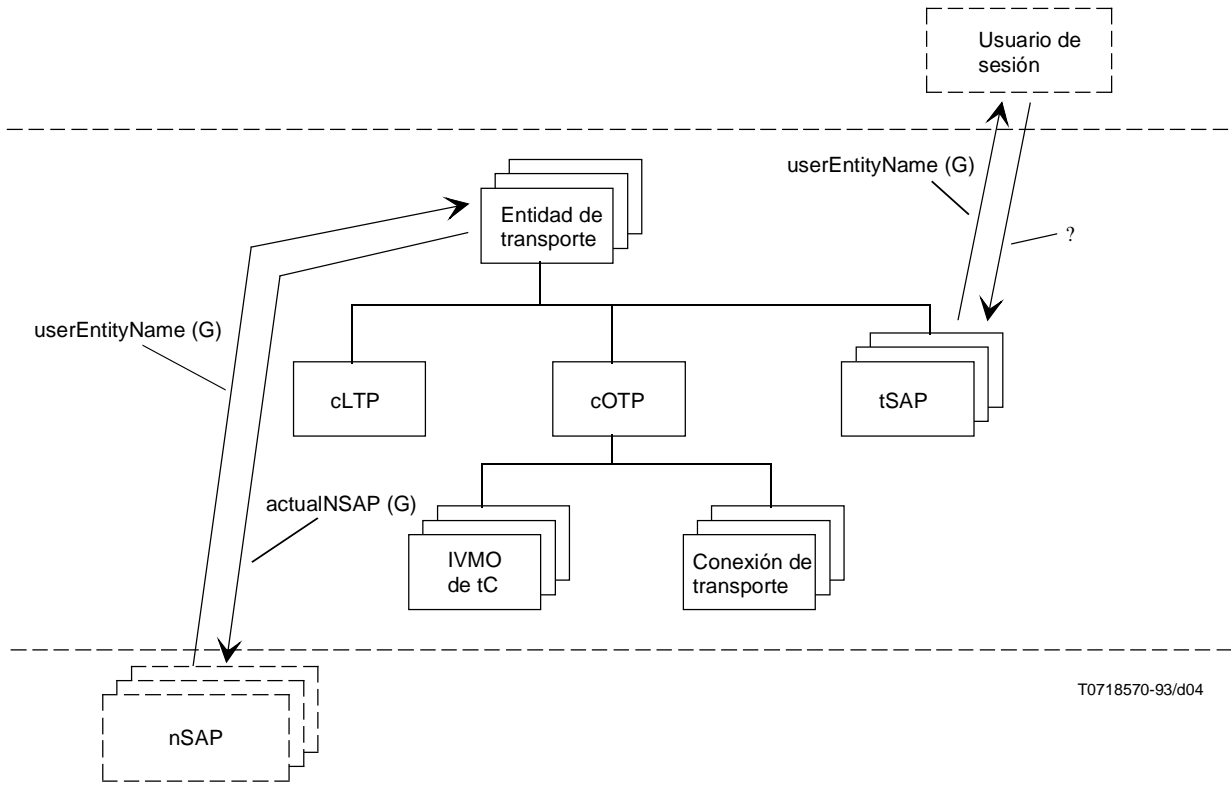 Usuario de
sesión
userEntityName (G)
Entidad de
transporte
?
userEntityName (G)
cLTP
cOTP
tSAP
actualNSAP (G)
IVMO
de tC
Conexión de
transporte
T0718570-93/d04
nSAP